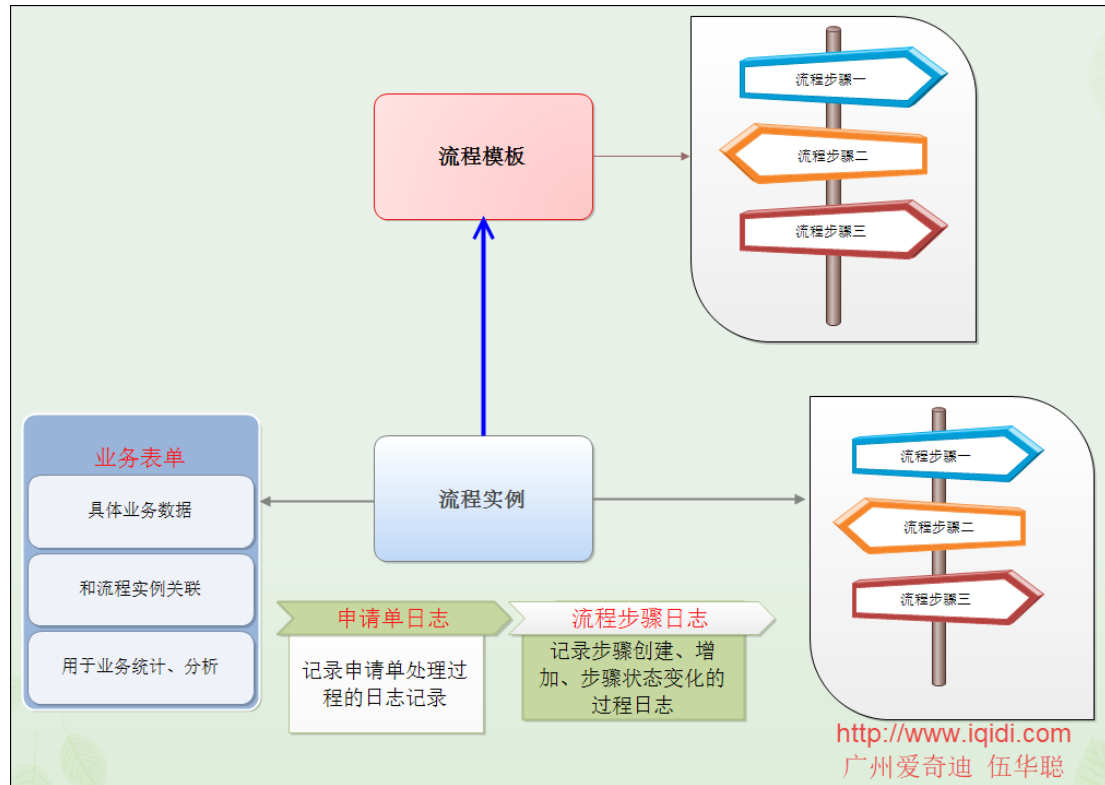 流程步骤一
流程模板
流程步骤二
流程步骤三
业务表单
具体业务数据
和流程实例关联
用于业务统计、分析
流程实例
流程步骤一
流程步骤二
流程步骤三
申请单日志
记录申请单处理过
程的日志记录
流程步骤日志
记录步骤创建、增
加、步骤状态变化的
过程日志
http://www.iqidi.com
广州爱奇迪 伍华聪